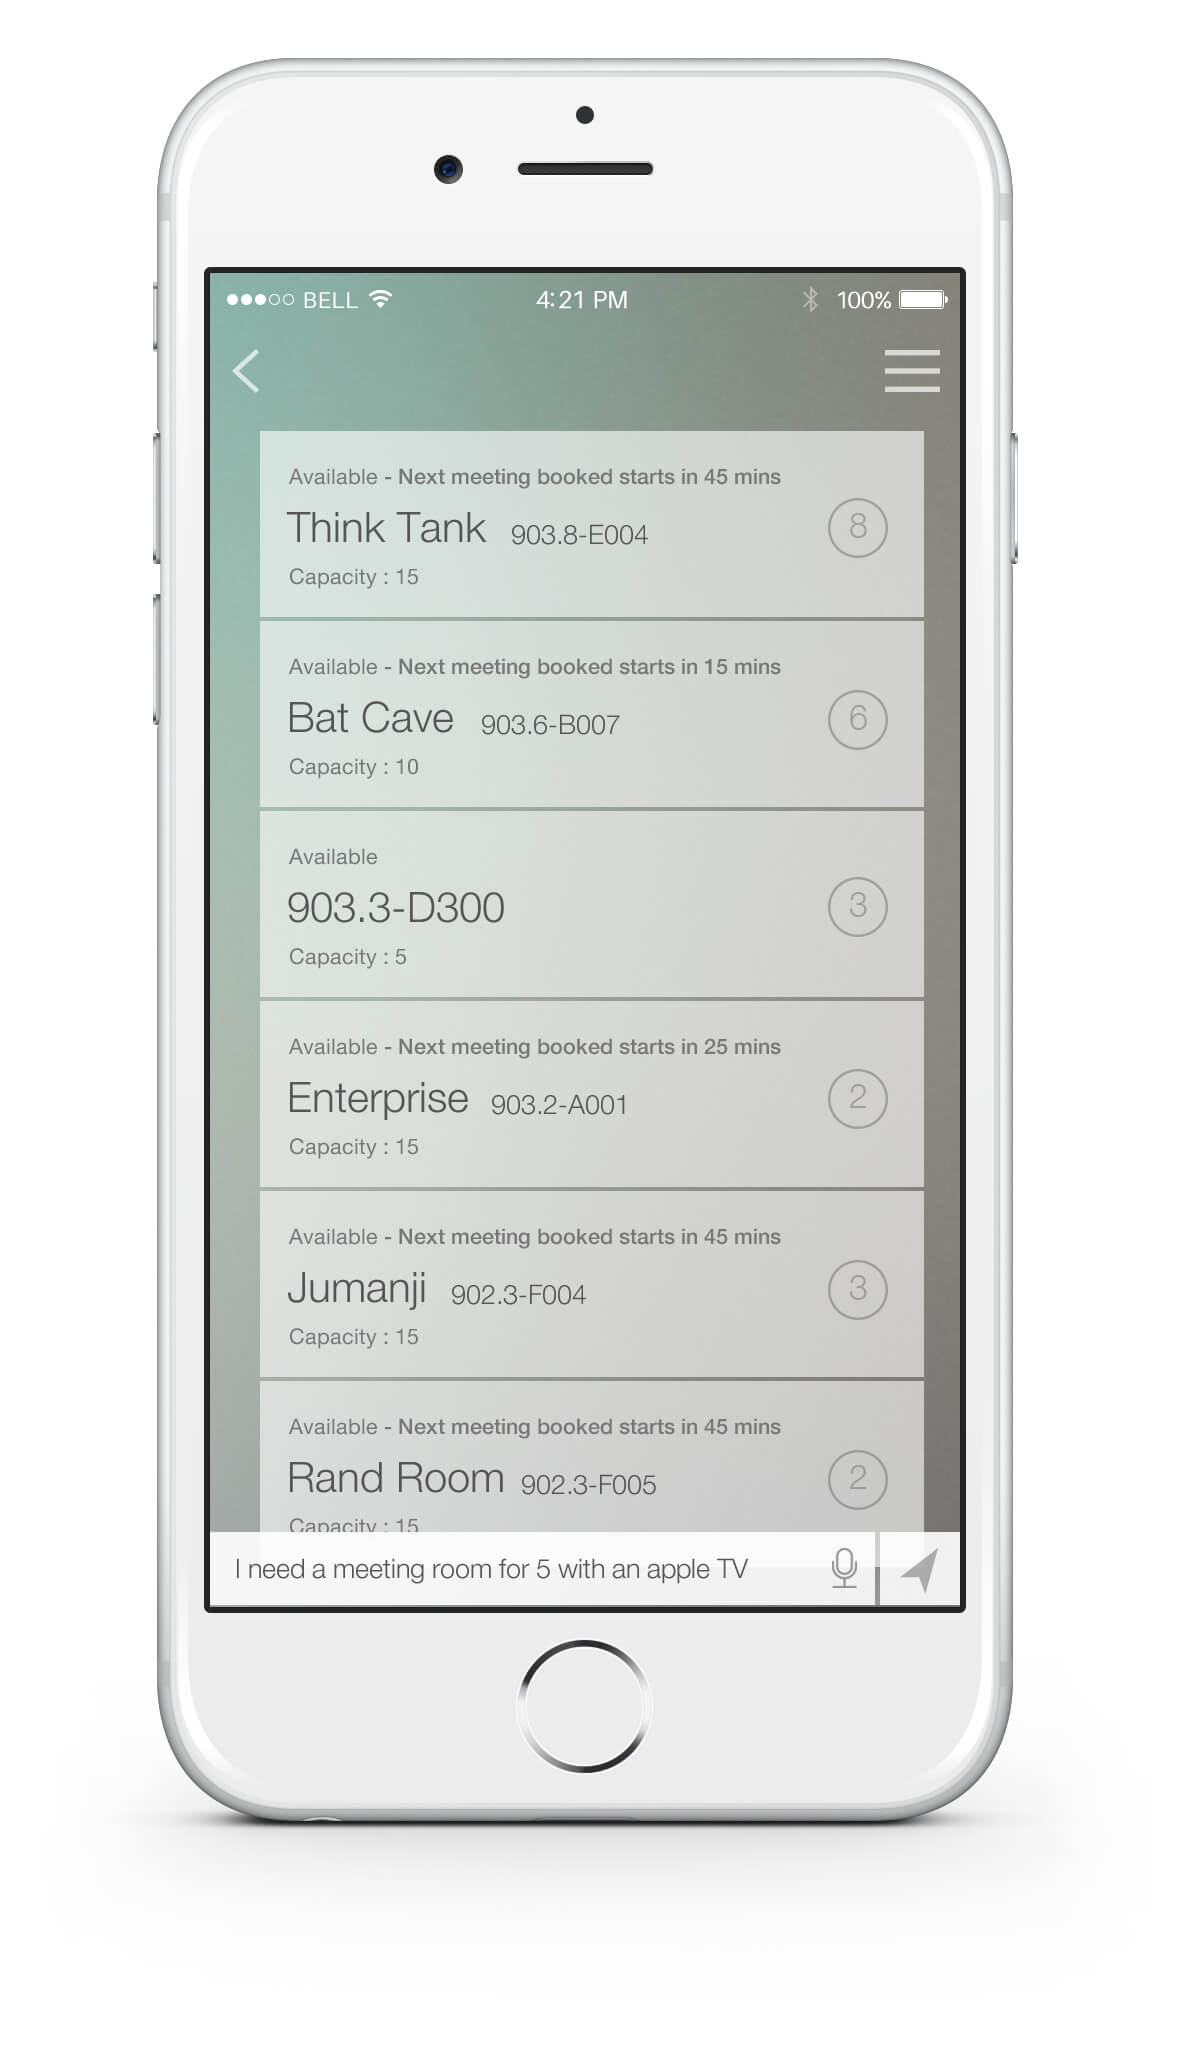 BELL 4:21 PM 100%
Available - Next meeting booked starts in 45 mins
Think Tank 903.8-E004 8
Capacity : 15
Available - Next meeting booked starts in 15 mins
Bat Cave 903.6-B007 6
Capacity : 10
Available
903.3-D300 3
Capacity : 5
Available - Next meeting booked starts in 25 mins
Enterprise 903.2-A001 2
Capacity : 15
Available - Next meeting booked starts in 45 mins
Jumanji 902.3-F004 3
Capacity : 15
Available - Next meeting booked starts in 45 mins
Rand Room 902.3-F005 2
Capacity : 15
I need a meeting room for 5 with an apple TV